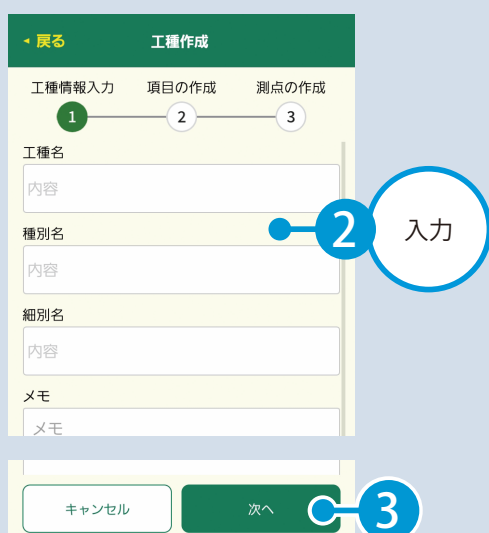 戻る 工種作成
工種情報入力 項目の作成 測点の作成
1 2 3
工種名
内容
種別名
2 入力
内容
細別名
内容
メモ
メモ
キャンセル 次へ 3